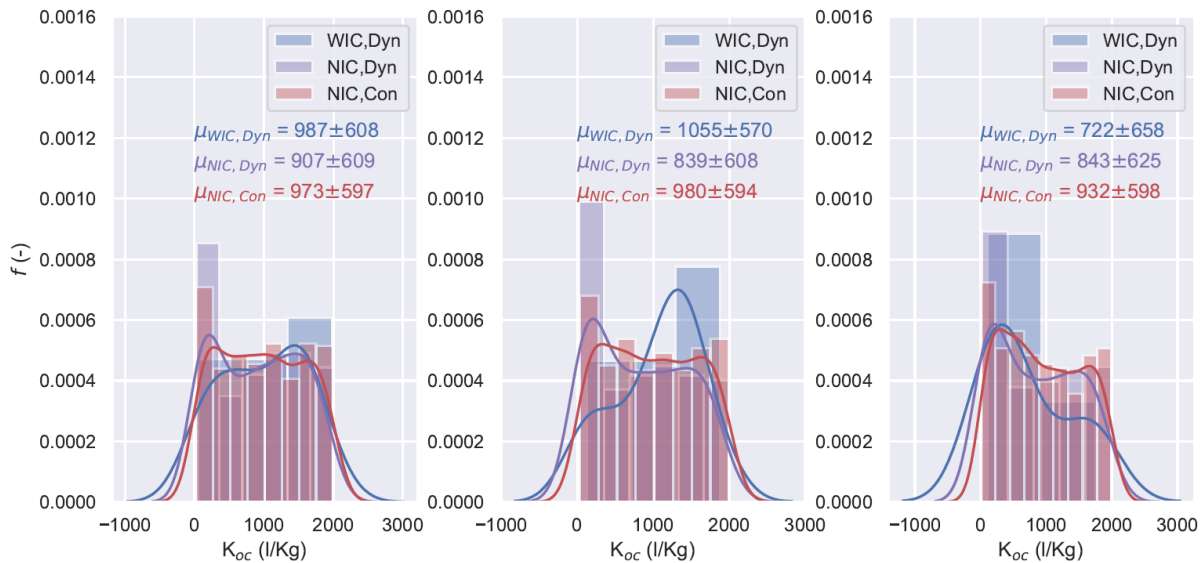 0.0016
0.0014
0.0012
0.0010
0.0008
0.0006
0.0004
0.0002
0.0000
f (-)
WIC,Dyn
NIC,Dyn
NIC,Con
μWIC, Dyn = 987±608
μNIC, Dyn = 907±609
μNIC, Con = 973±597
-1000 0 1000 2000 3000
Koc (l/Kg)
0.0016
0.0014
0.0012
0.0010
0.0008
0.0006
0.0004
0.0002
0.0000
WIC,Dyn
NIC,Dyn
NIC,Con
μWIC, Dyn = 1055±570
μNIC, Dyn = 839±608
μNIC, Con = 980±594
-1000 0 1000 2000 3000
Koc (l/Kg)
0.0016
0.0014
0.0012
0.0010
0.0008
0.0006
0.0004
0.0002
0.0000
WIC,Dyn
NIC,Dyn
NIC,Con
μWIC, Dyn = 722±658
μNIC, Dyn = 843±625
μNIC, Con = 932±598
-1000 0 1000 2000 3000
Koc (l/Kg)